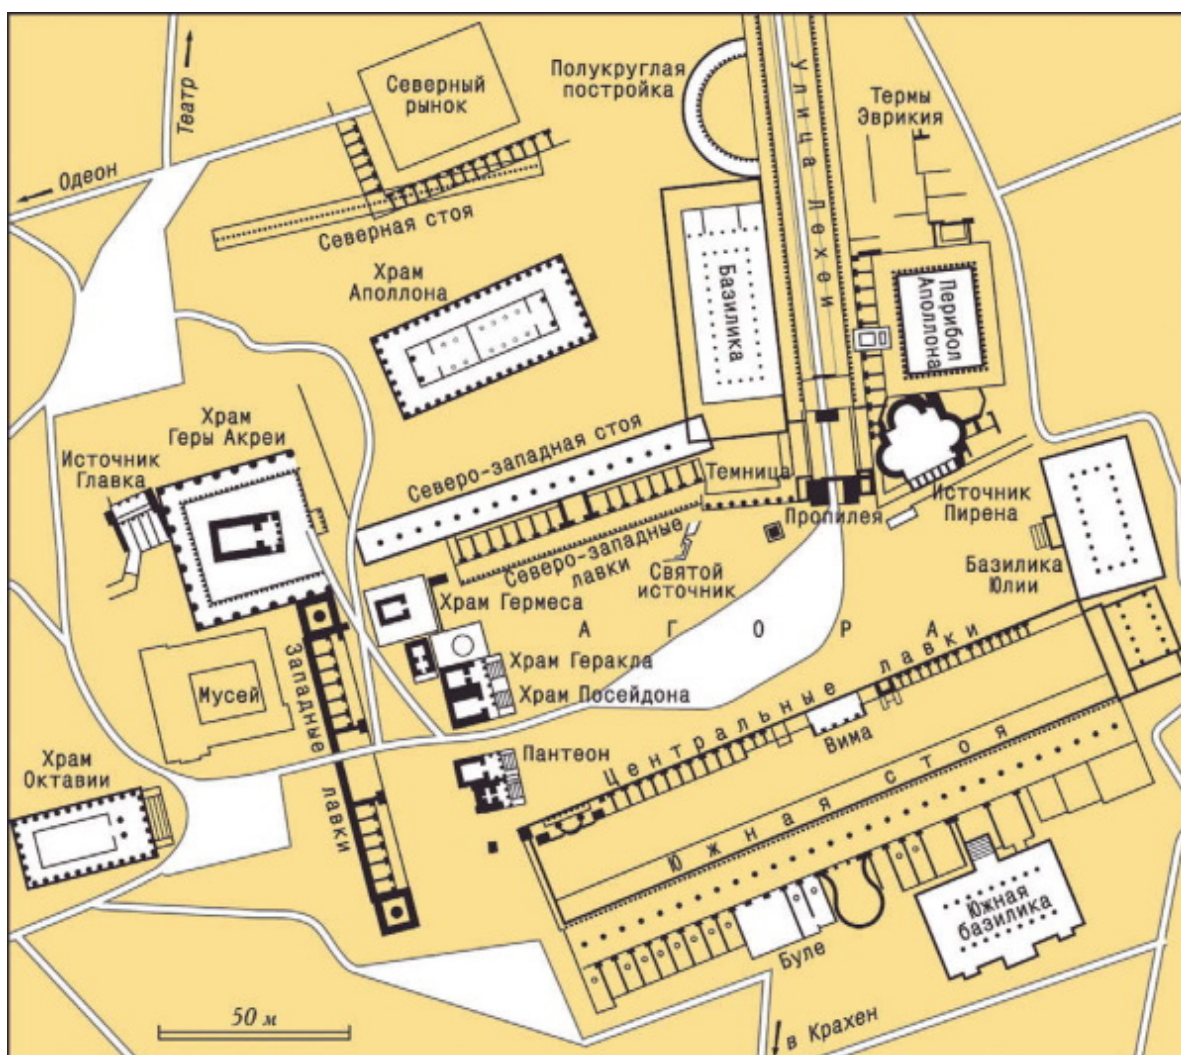 Театр
Северный
рынок
Полукруглая
постройка
улица лехеи
Термы
Эврикия
Одеон
Северная стоя
Храм
Аполлона
Базилика
Перибол
Аполлона
Храм
Геры Акреи
Источник
Главка
Северо-западная стоя
Темница
Пропилея
Источник
Пирена
Северо-западные
лавки
Святой
источник
Базилика
Юлии
Храм Гермеса
АГОРА
Храм Геракла
Храм Посейдона
Мусей
Западные лавки
Центральные лавки
Вима
Пантеон
Храм
Октавии
Южная стоя
Южная
базилика
Буле
50 м
в Крахен